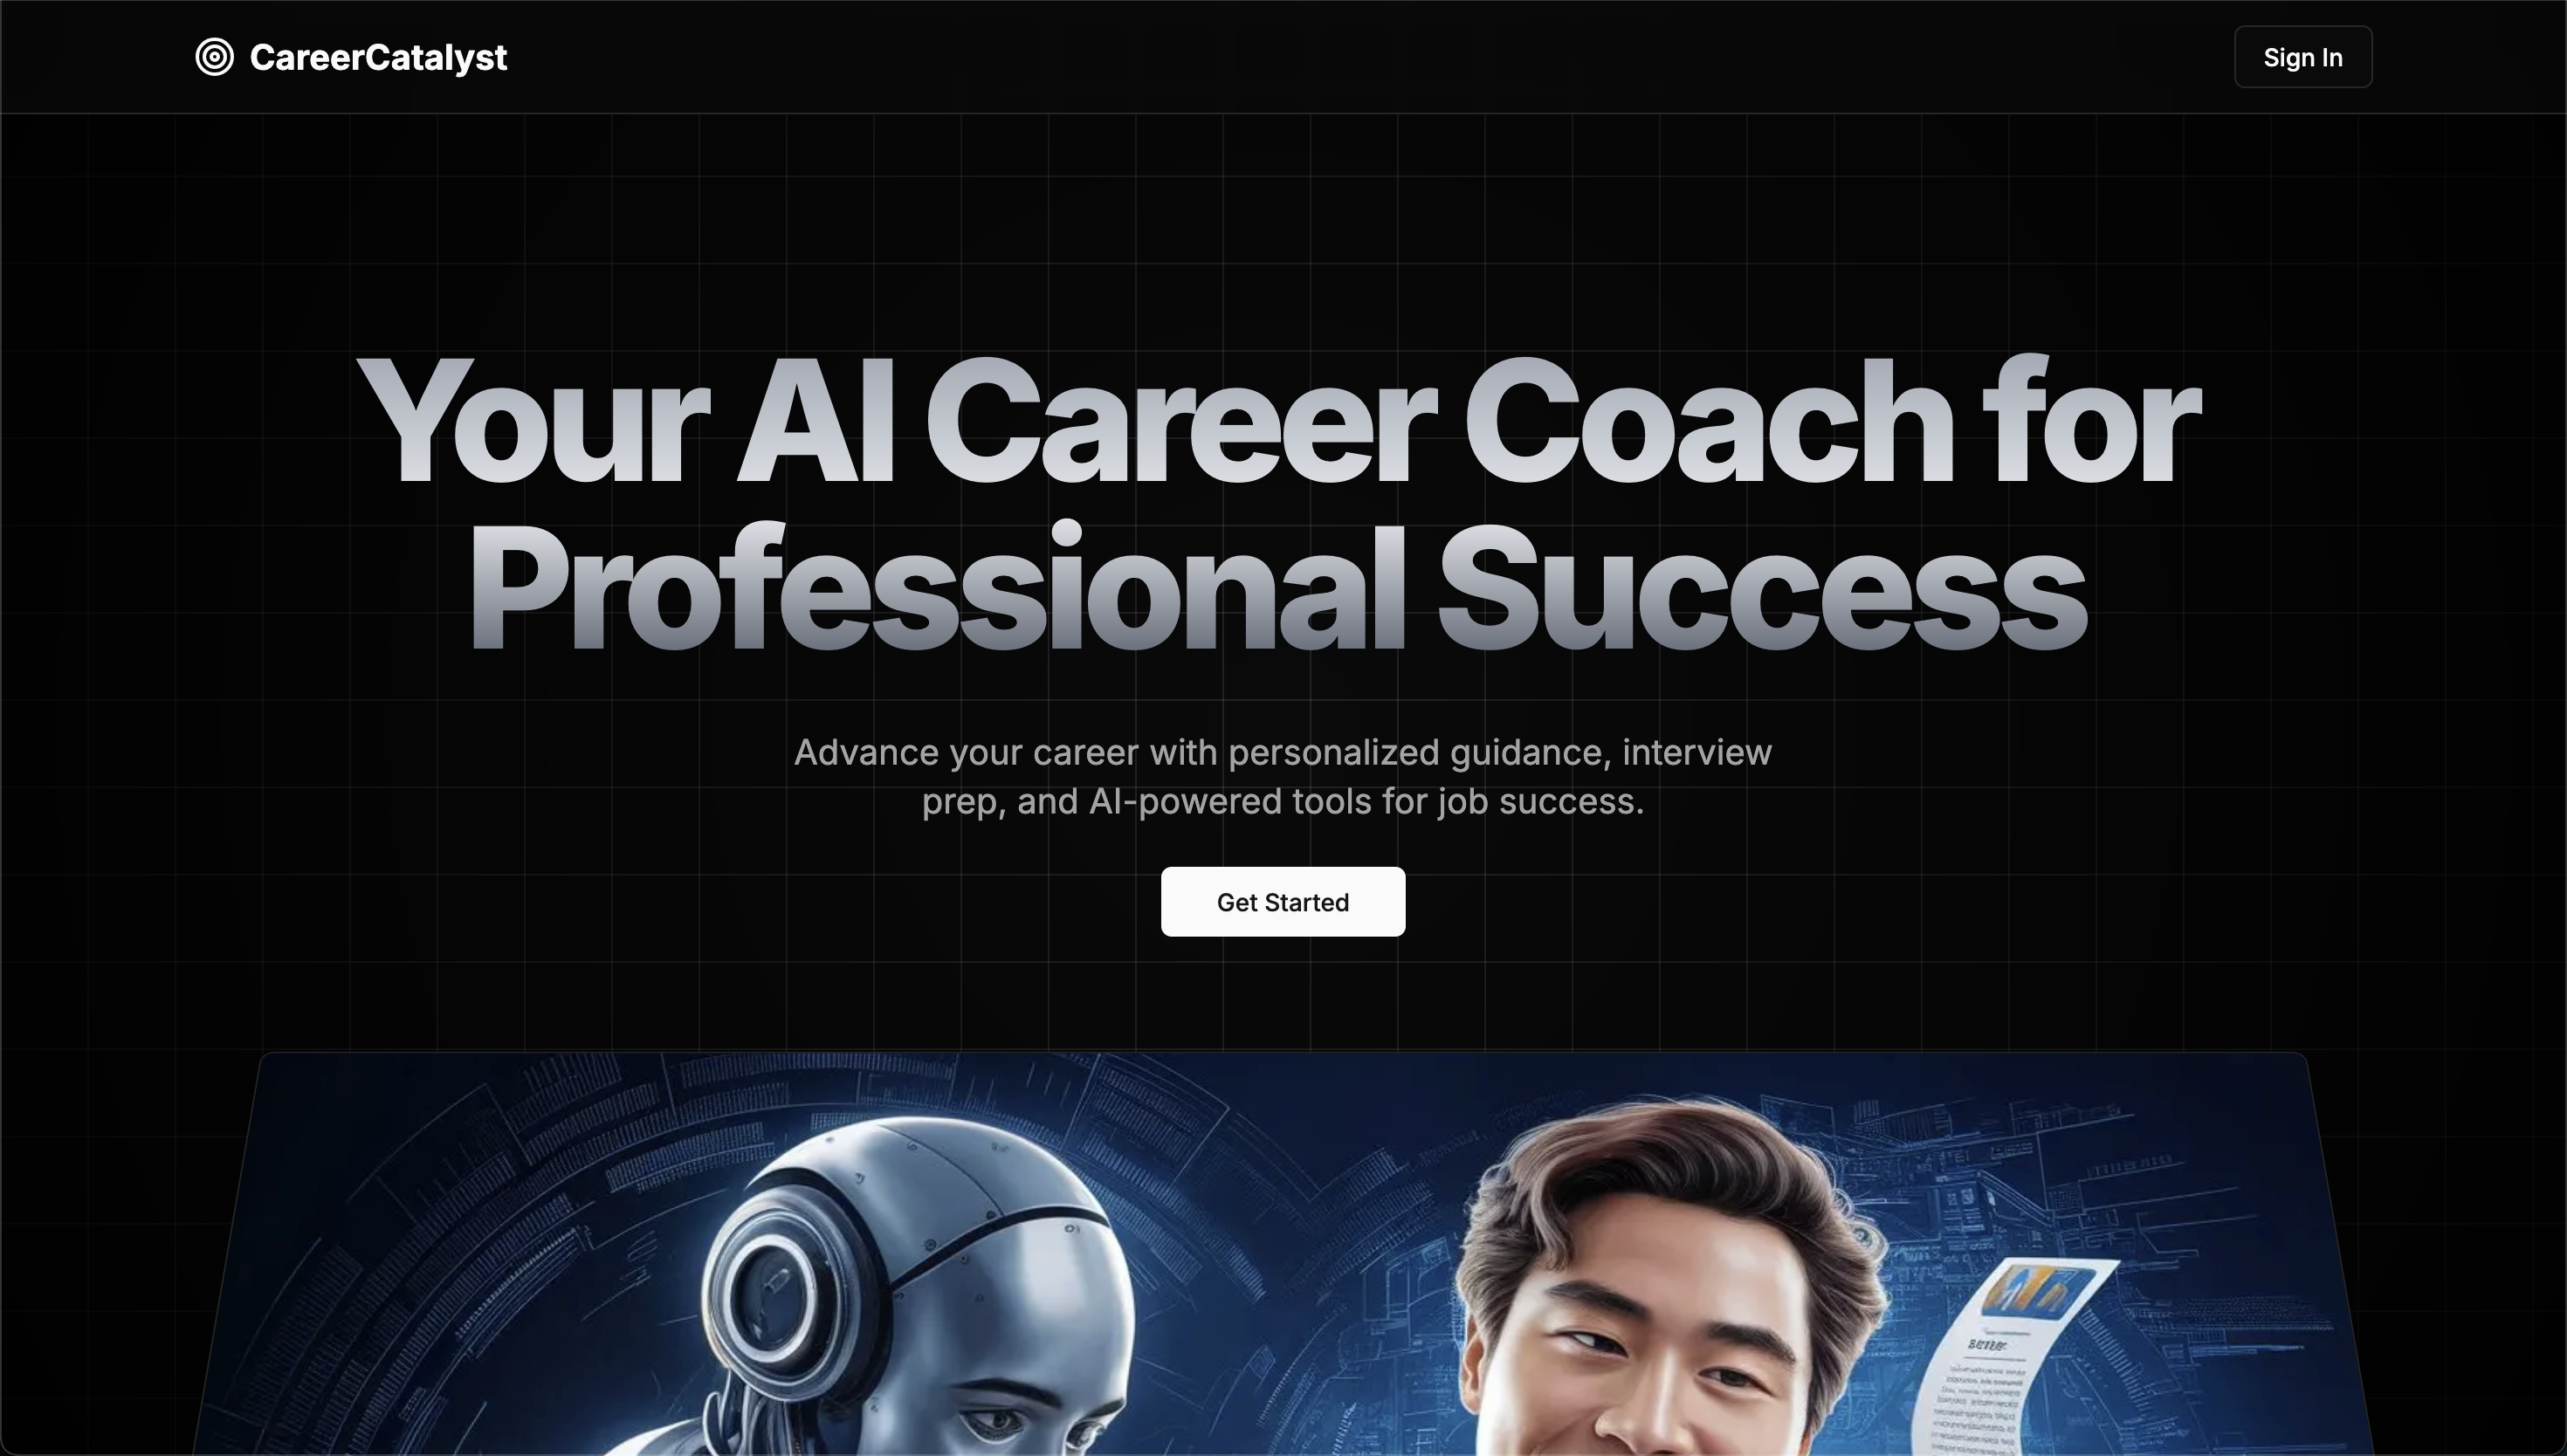 CareerCatalyst
Sign In
Your AI Career Coach for
Professional Success
Advance your career with personalized guidance, interview
prep, and AI-powered tools for job success.
Get Started